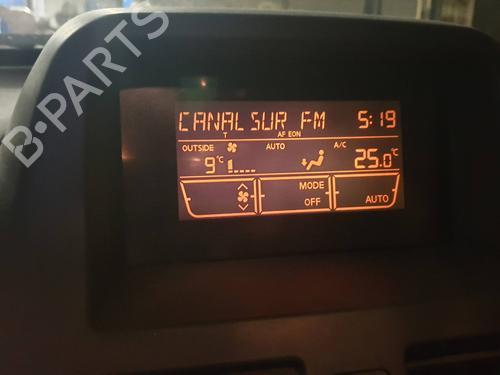 B-PARTS
CANAL SUR FM 5:19
T AF EON
OUTSIDE AUTO A/C
9°C 25.0°C
MODE
OFF AUTO